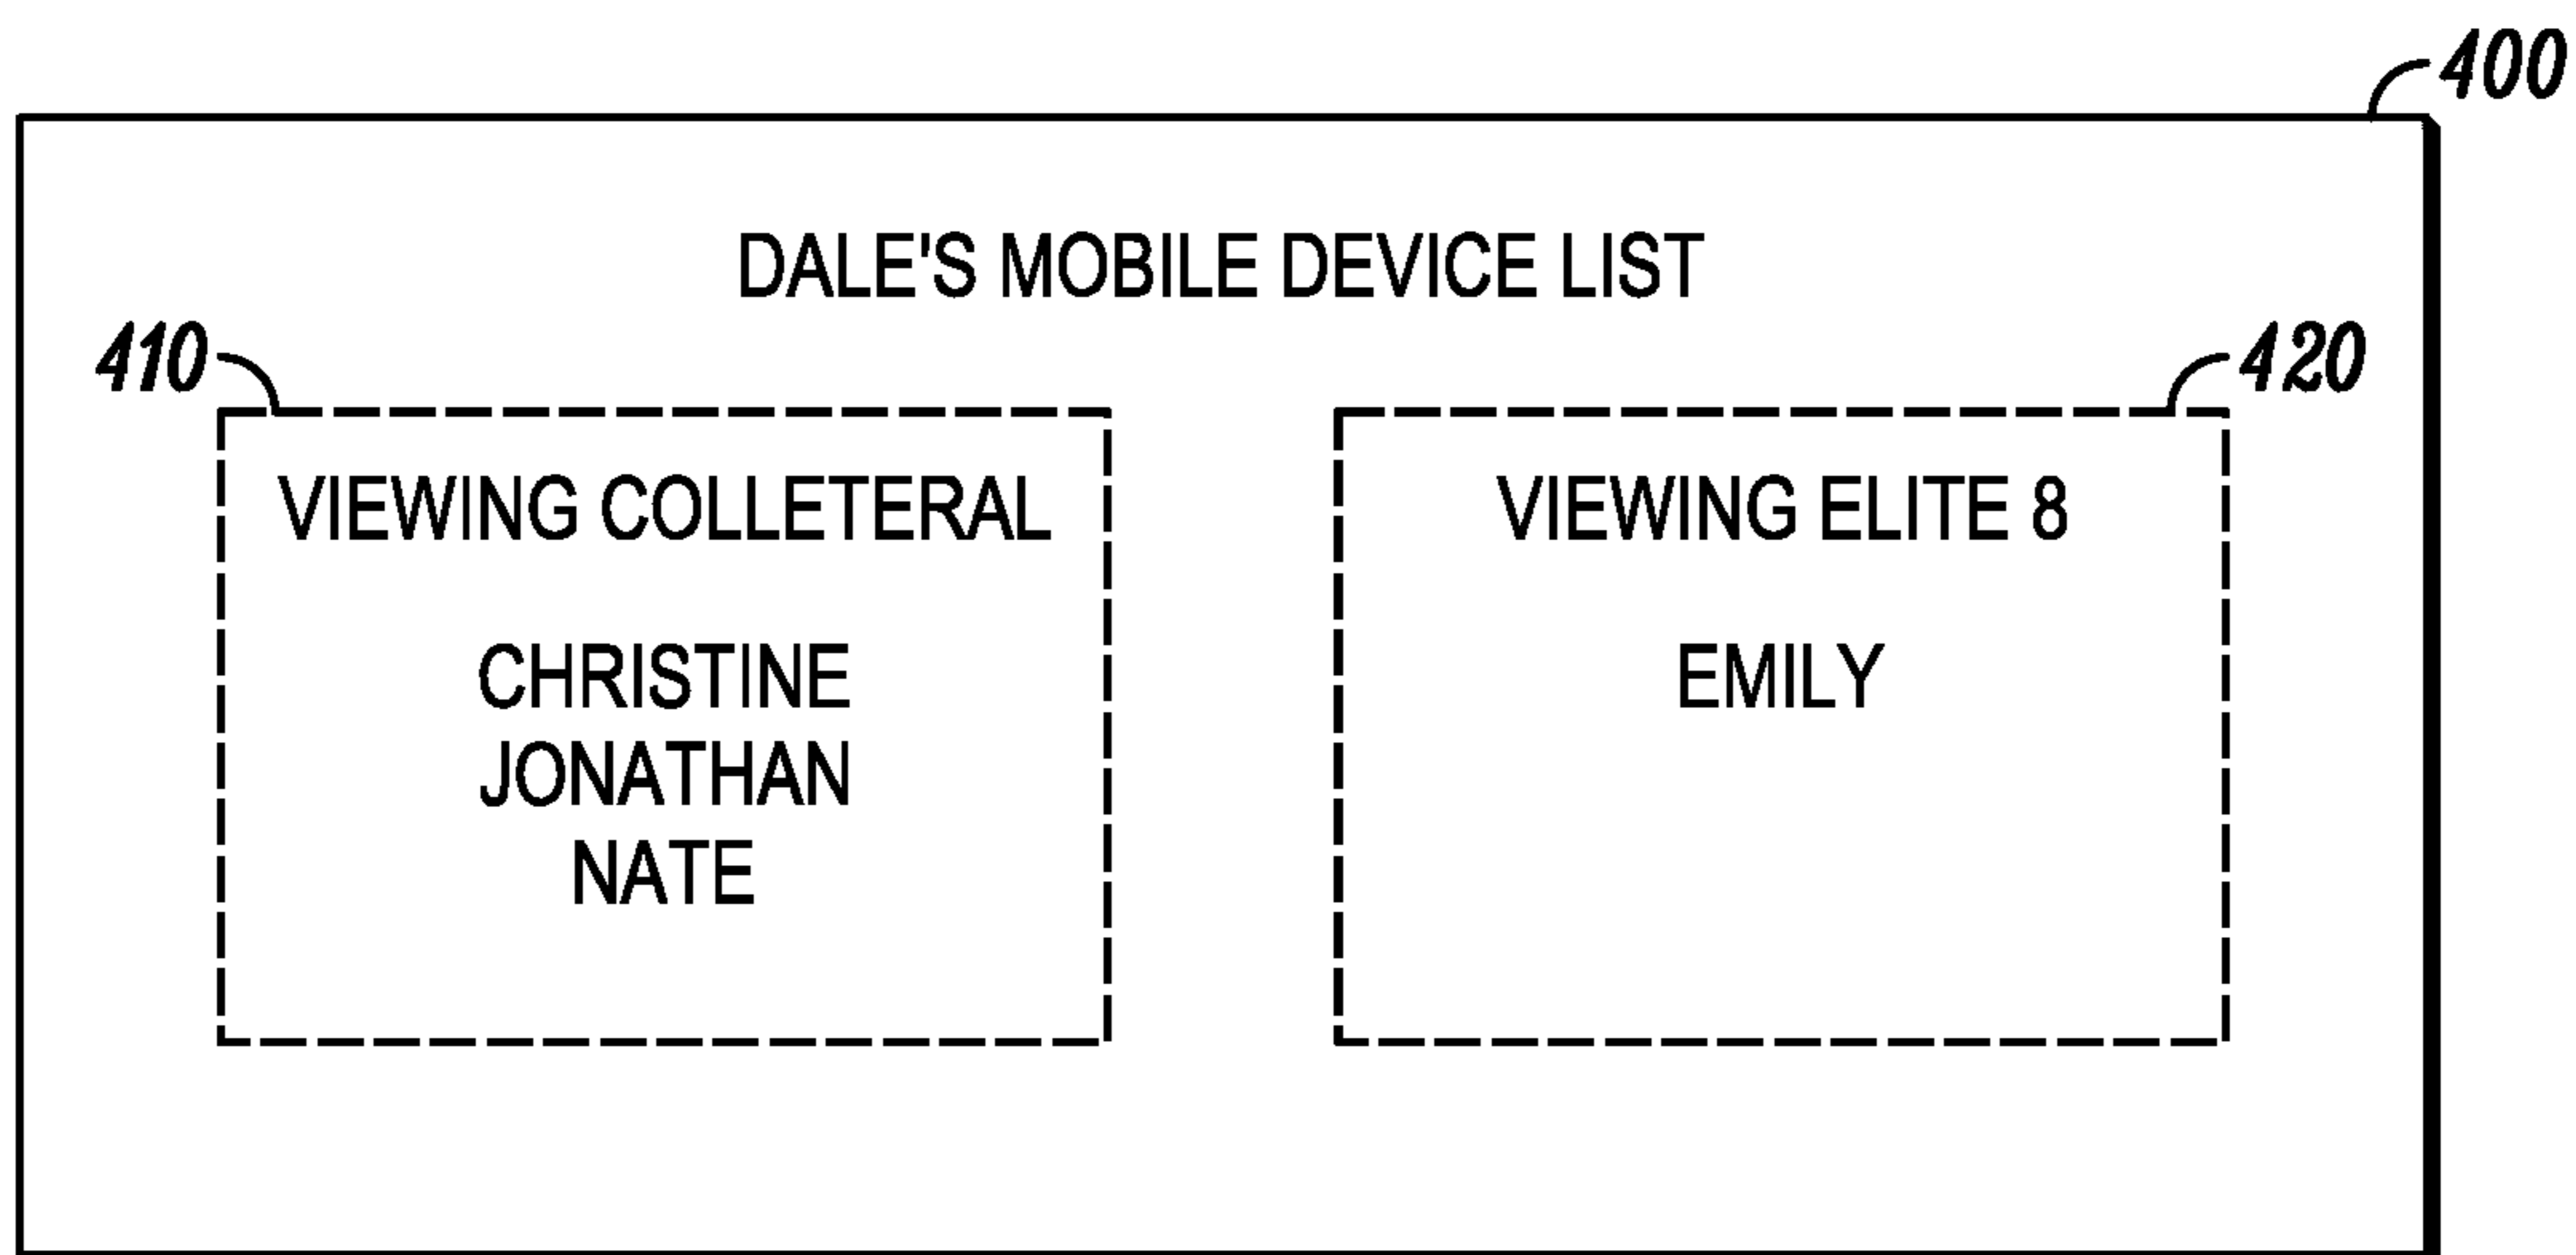 400
DALE'S MOBILE DEVICE LIST
410
420
VIEWING COLLETERAL
CHRISTINE
JONATHAN
NATE
VIEWING ELITE 8
EMILY